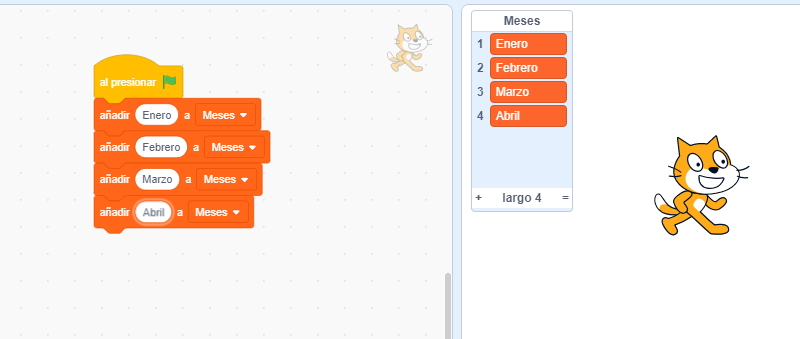 al presionar
añadir Enero a Meses
añadir Febrero a Meses
añadir Marzo a Meses
añadir Abril a Meses
Meses
1 Enero
2 Febrero
3 Marzo
4 Abril
+ largo 4 =